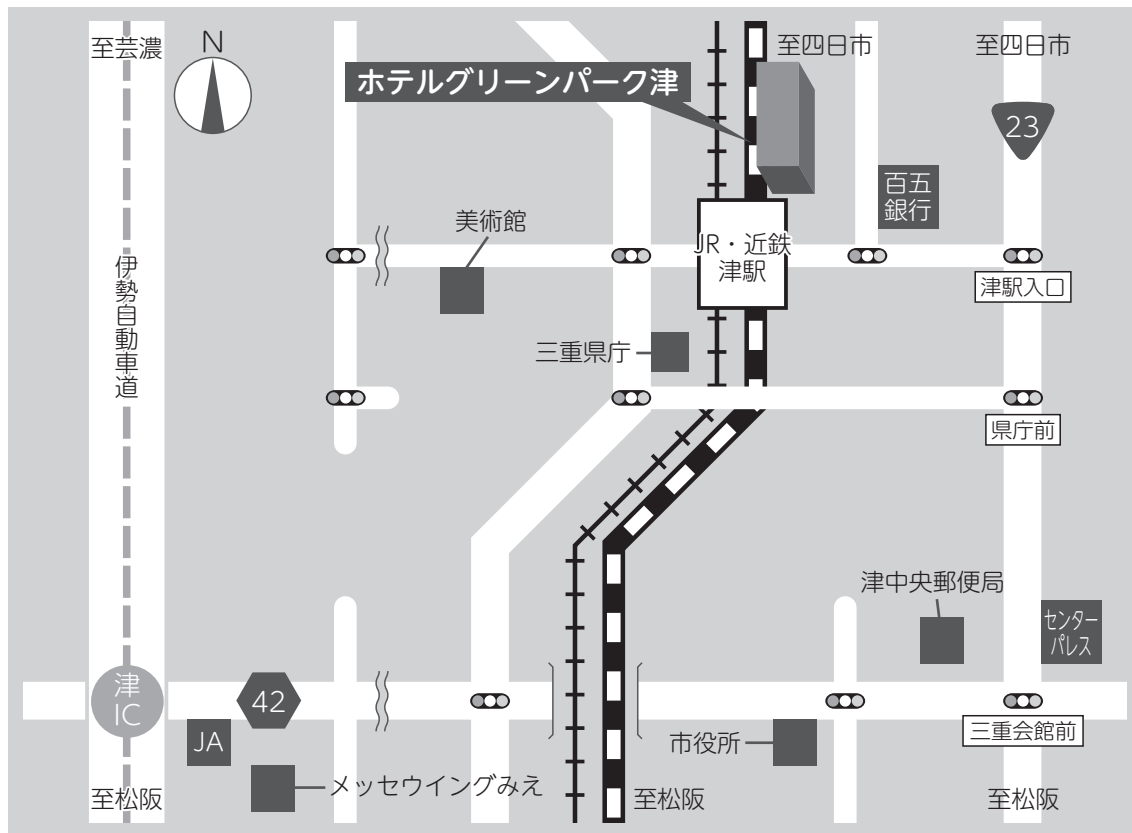 至芸濃
N
至四日市
至四日市
ホテルグリーンパーク津
23
百五
銀行
美術館
JR・近鉄
津駅
伊勢自動車道
津駅入口
三重県庁
県庁前
津中央郵便局
センター
パレス
津
IC
42
JA
市役所
三重会館前
メッセウイングみえ
至松阪
至松阪
至松阪